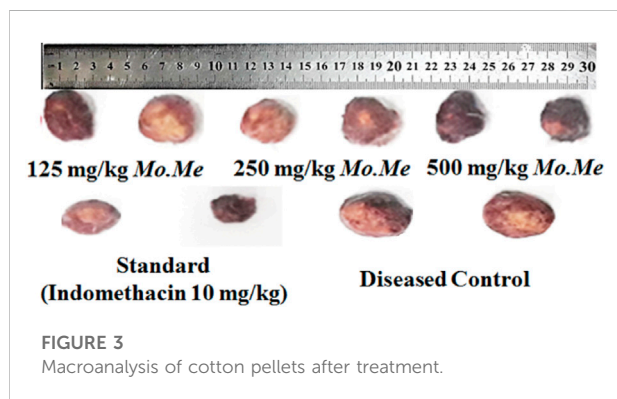 1 2 3 4 5 6 7 8 9 10 11 12 13 14 15 16 17 18 19 20 21 22 23 24 25 26 27 28 29 30
125 mg/kg Mo.Me 250 mg/kg Mo.Me 500 mg/kg Mo.Me
Standard
(Indomethacin 10 mg/kg)
Diseased Control
FIGURE 3
Macroanalysis of cotton pellets after treatment.